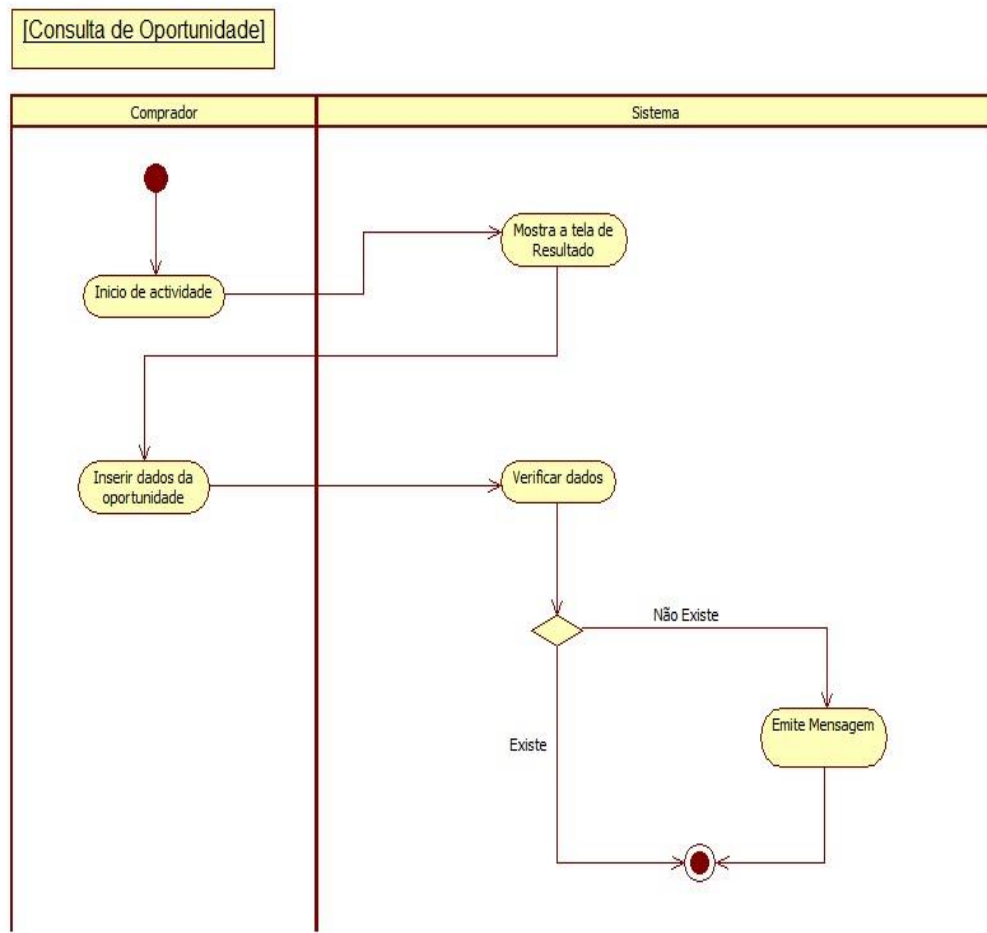 [Consulta de Oportunidade]
Comprador
Sistema
Mostra a tela de
Resultado
Inicio de actividade
Inserir dados da
oportunidade
Verificar dados
Não Existe
Emite Mensagem
Existe